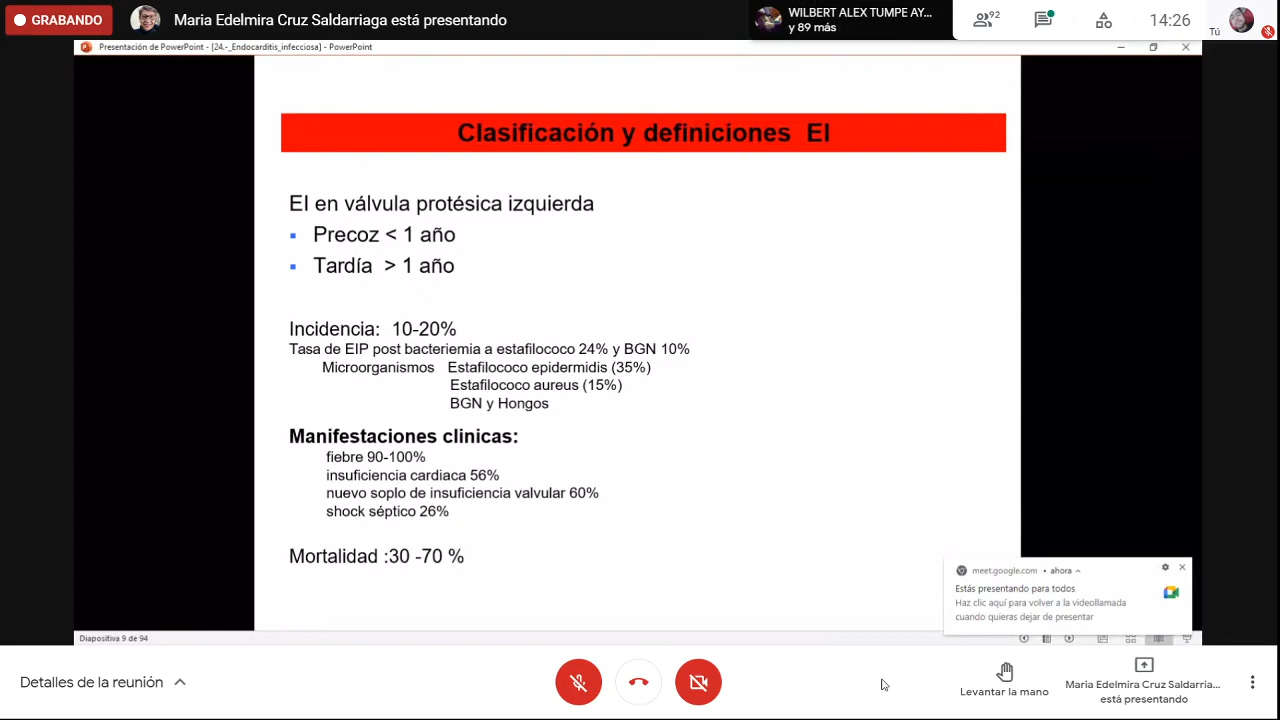 GRABANDO
Maria Edelmira Cruz Saldarriaga está presentando
WILBERT ALEX TUMPE AY...
y 89 más
92
14:26
Tú
Presentación de PowerPoint - [24.-_Endocarditis_infecciosa] - PowerPoint
Clasificación y definiciones EI
EI en válvula protésica izquierda
▪ Precoz < 1 año
▪ Tardía > 1 año
Incidencia: 10-20%
Tasa de EIP post bacteriemia a estafilococo 24% y BGN 10%
Microorganismos Estafilococo epidermidis (35%)
Estafilococo aureus (15%)
BGN y Hongos
Manifestaciones clinicas:
fiebre 90-100%
insuficiencia cardiaca 56%
nuevo soplo de insuficiencia valvular 60%
shock séptico 26%
Mortalidad :30 -70 %
meet.google.com • ahora
Estás presentando para todos
Haz clic aquí para volver a la videollamada
cuando quieras dejar de presentar
Diapositiva 9 de 94
Detalles de la reunión
Levantar la mano
Maria Edelmira Cruz Saldarria...
está presentando